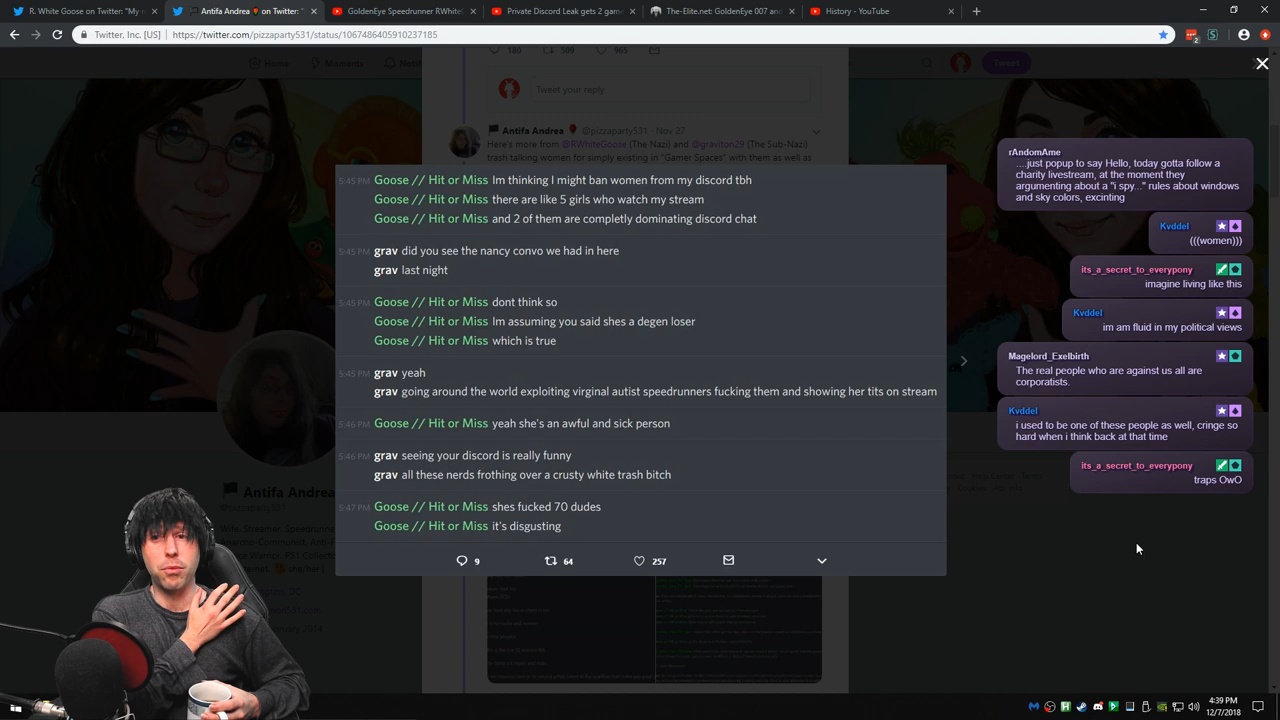 R. White Goose on Twitter: "My n
Antifa Andrea 🌹 on Twitter: "
GoldenEye Speedrunner RWhiteG
Private Discord Leak gets 2 game
The-Elite.net: GoldenEye 007 and
History - YouTube
Twitter, Inc. [US] https://twitter.com/pizzaparty531/status/1067486405910237185
180 509 965
Home Moments Notifi Tweet
Tweet your reply
Antifa Andrea 🌹 @pizzaparty531 - Nov 27
Here's more from @RWhiteGoose (The Nazi) and @graviton29 (The Sub-Nazi)
trash talking women for simply existing in "Gamer Spaces" with them as well as
5:45 PM Goose // Hit or Miss Im thinking I might ban women from my discord tbh
Goose // Hit or Miss there are like 5 girls who watch my stream
Goose // Hit or Miss and 2 of them are completly dominating discord chat
5:45 PM grav did you see the nancy convo we had in here
grav last night
5:45 PM Goose // Hit or Miss dont think so
Goose // Hit or Miss Im assuming you said shes a degen loser
Goose // Hit or Miss which is true
5:45 PM grav yeah
grav going around the world exploiting virginal autist speedrunners fucking them and showing her tits on stream
5:46 PM Goose // Hit or Miss yeah she's an awful and sick person
5:46 PM grav seeing your discord is really funny
grav all these nerds frothing over a crusty white trash bitch
5:47 PM Goose // Hit or Miss shes fucked 70 dudes
Goose // Hit or Miss it's disgusting
9 64 257
rAndomAme
....just popup to say Hello, today gotta follow a
charity livestream, at the moment they
argumenting about a "i spy..." rules about windows
and sky colors, excinting
Kvddel
(((women)))
its_a_secret_to_everypony
imagine living like this
Kvddel
im am fluid in my political views
Magelord_Exelbirth
The real people who are against us all are
corporatists.
Kvddel
i used to be one of these people as well, cringe so
hard when i think back at that time
its_a_secret_to_everypony
traps OwO
Antifa Andrea
@pizzaparty531
4:39 PM
12/7/2018